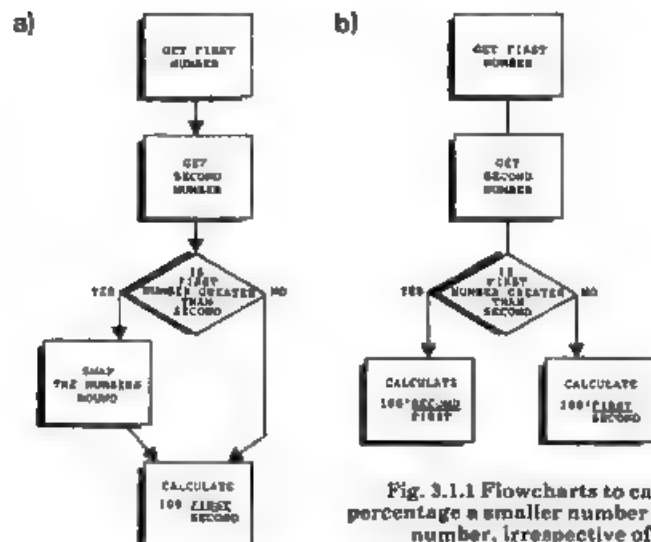 a)
GET FIRST
NUMBER
GET
SECOND
NUMBER
IS
FIRST
NUMBER GREATER
THAN
SECOND
YES
NO
SWAP
THE NUMBERS
ROUND
CALCULATE
100 FIRST
SECOND
b)
GET FIRST
NUMBER
GET
SECOND
NUMBER
IS
FIRST
NUMBER GREATER
THAN
SECOND
YES
NO
CALCULATE
100*SECOND
FIRST
CALCULATE
100*FIRST
SECOND
Fig. 3.1.1 Flowcharts to ca
percentage a smaller number
number, irrespective of